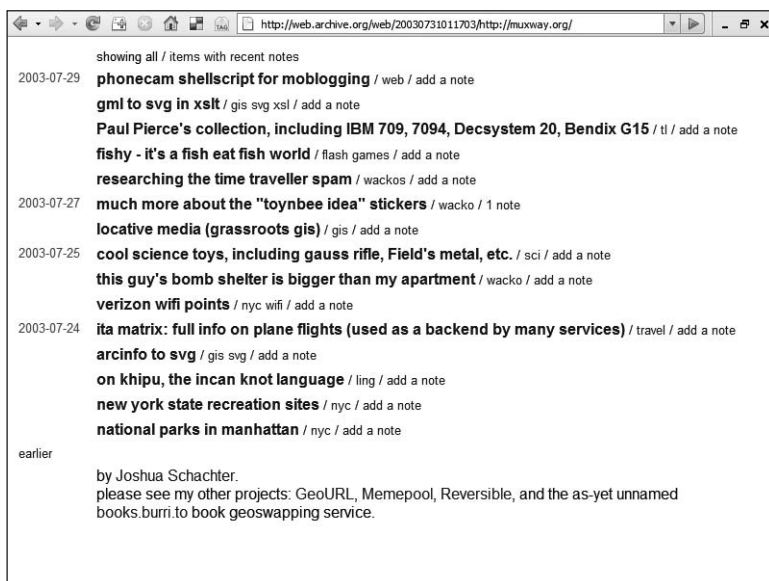 TAG
http://web.archive.org/web/20030731011703/http://muxway.org/
showing all / items with recent notes
2003-07-29 phonecam shellscript for moblogging / web / add a note
gml to svg in xslt / gis svg xsl / add a note
Paul Pierce's collection, including IBM 709, 7094, Decsystem 20, Bendix G15 / tl / add a note
fishy - it's a fish eat fish world / flash games / add a note
researching the time traveller spam / wackos / add a note
2003-07-27 much more about the "toynbee idea" stickers / wacko / 1 note
locative media (grassroots gis) / gis / add a note
2003-07-25 cool science toys, including gauss rifle, Field's metal, etc. / sci / add a note
this guy's bomb shelter is bigger than my apartment / wacko / add a note
verizon wifi points / nyc wifi / add a note
2003-07-24 ita matrix: full info on plane flights (used as a backend by many services) / travel / add a note
arcinfo to svg / gis svg / add a note
on khipu, the incan knot language / ling / add a note
new york state recreation sites / nyc / add a note
national parks in manhattan / nyc / add a note
earlier
by Joshua Schachter.
please see my other projects: GeoURL, Memepool, Reversible, and the as-yet unnamed
books.burri.to book geoswapping service.